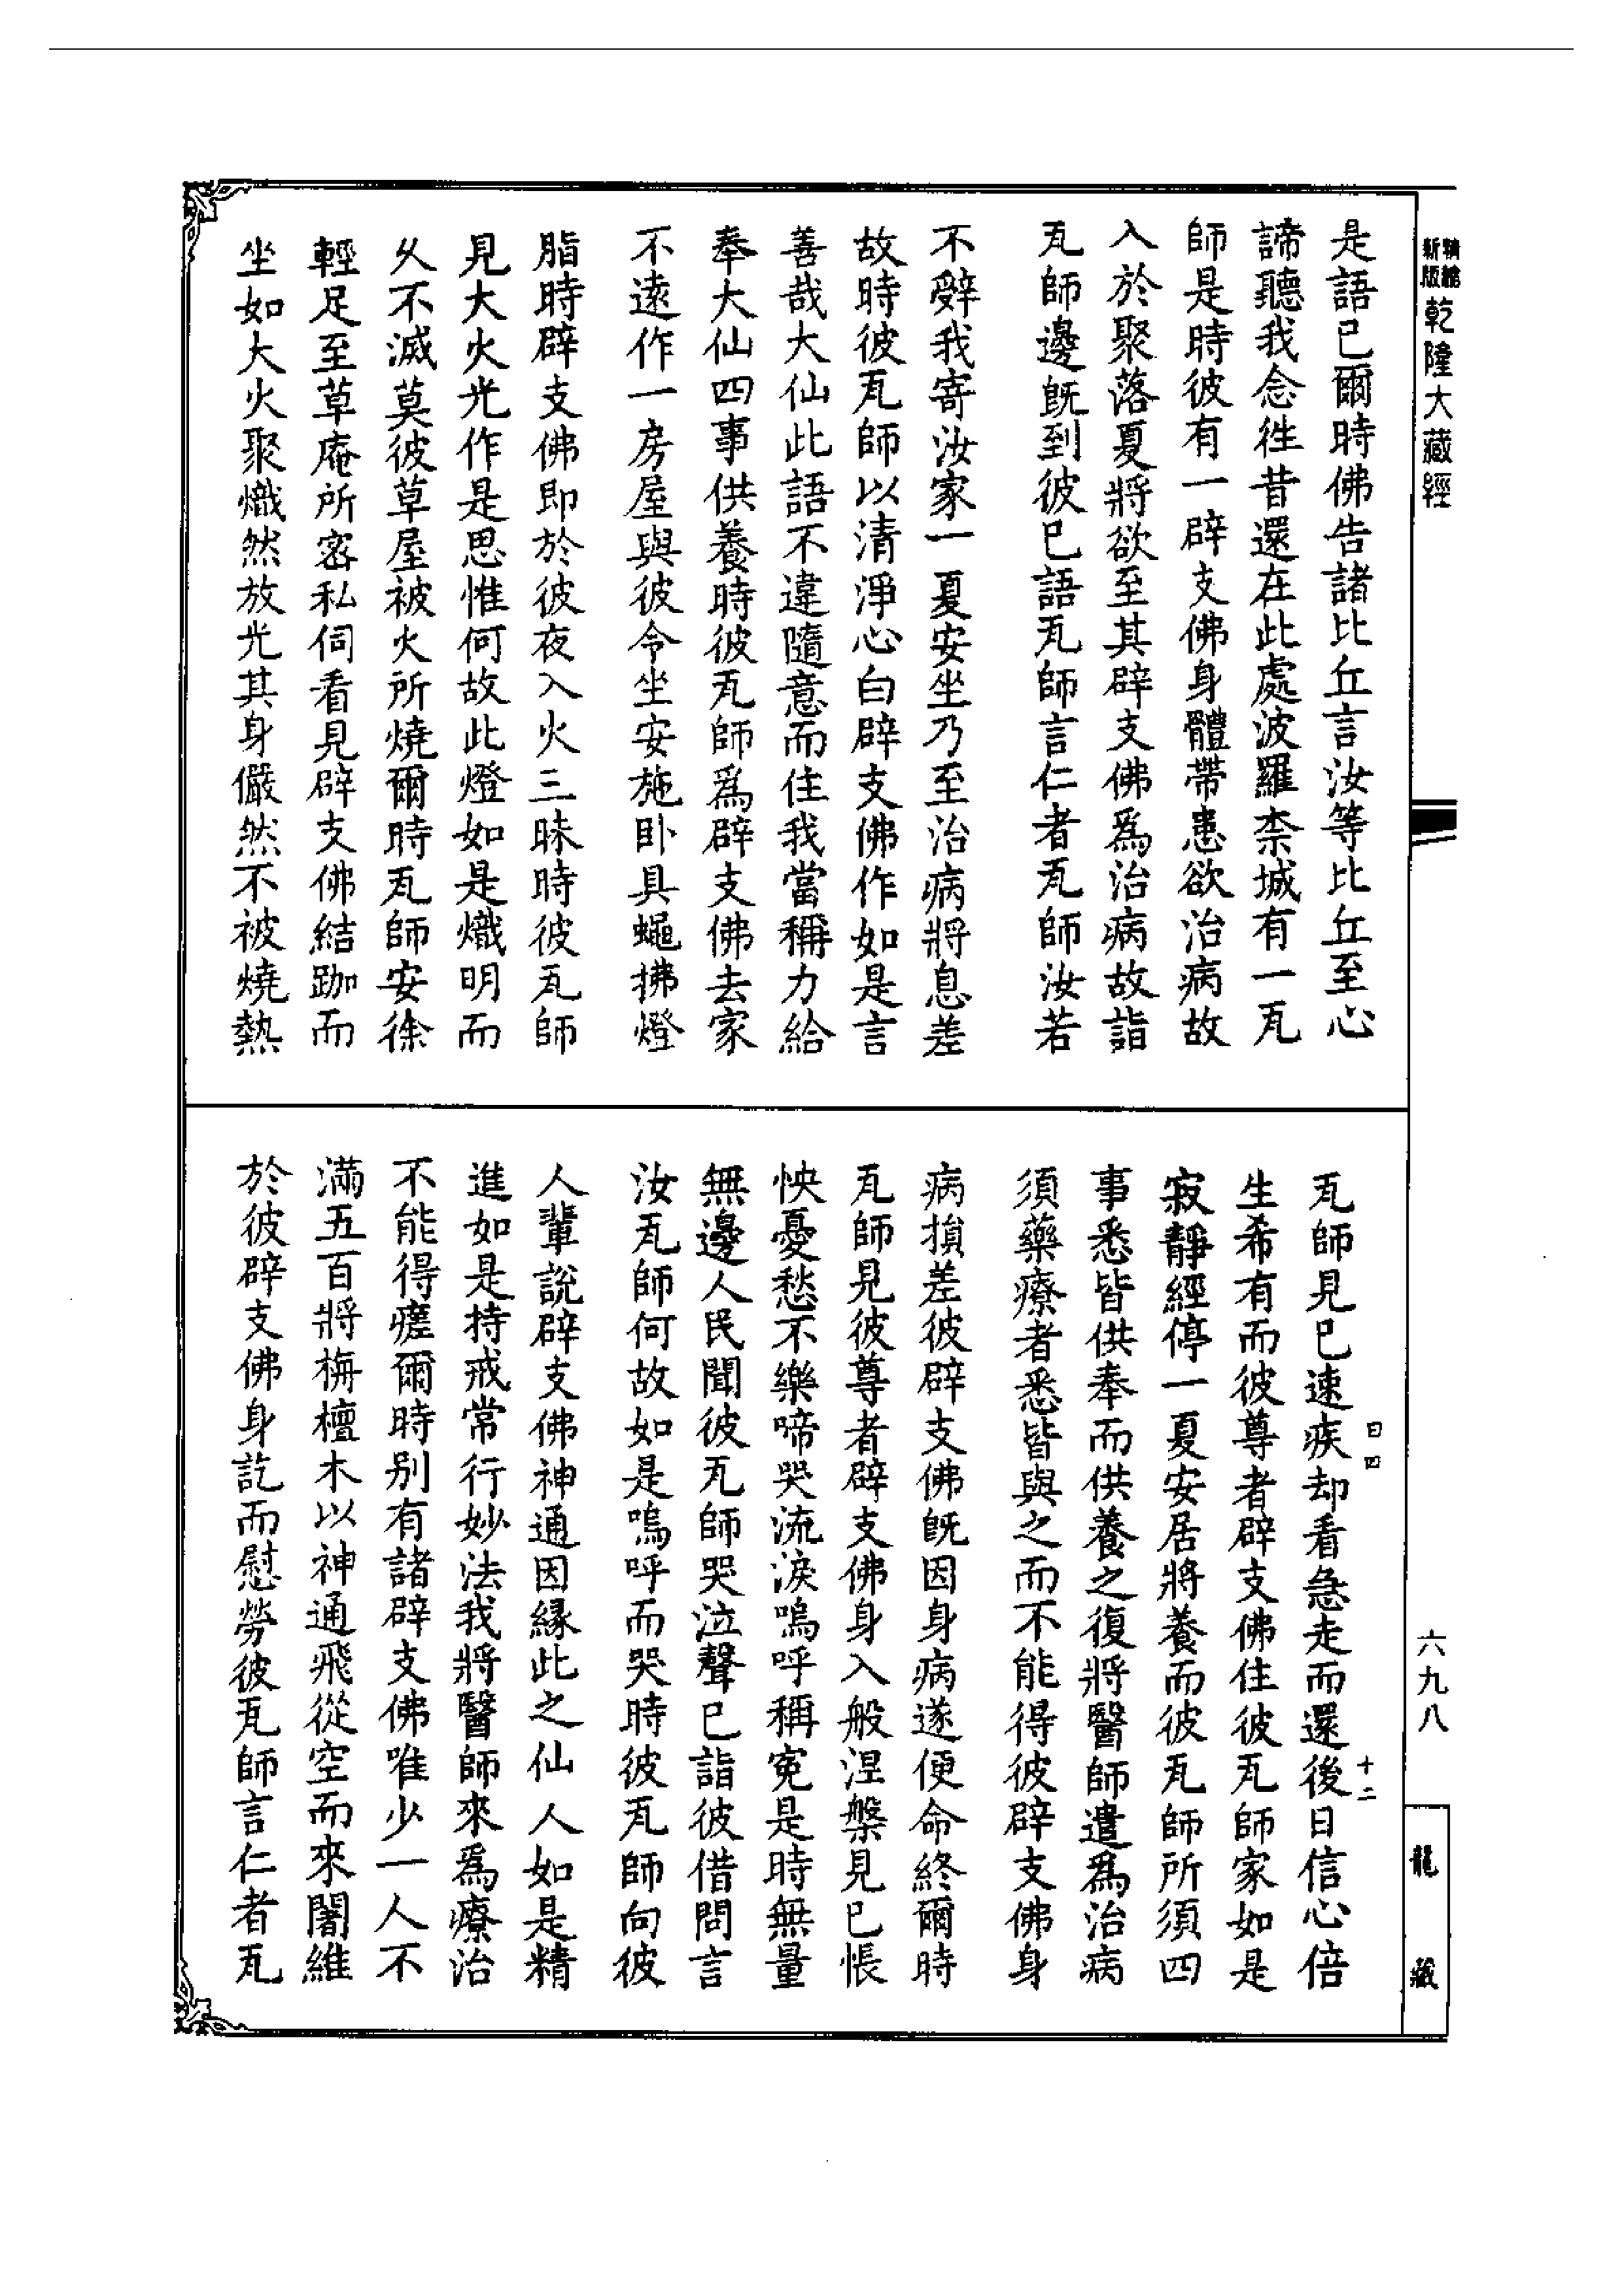 新版精縮乾隆大藏經
是語已爾時佛告諸比丘言汝等比丘至心
諦聽我念徃昔還在此處波羅柰城有一瓦
師是時彼有一辟支佛身體帶患欲治病故
入於聚落夏將欲至其辟支佛爲治病故詣
瓦師邊旣到彼已語瓦師言仁者瓦師汝若
不辭我寄汝家一夏安坐乃至治病將息差
故時彼瓦師以清淨心白辟支佛作如是言
善哉大仙此語不違隨意而住我當稱力給
奉大仙四事供養時彼瓦師爲辟支佛去家
不遠作一房屋與彼令坐安施卧具蠅拂燈
脂時辟支佛即於彼夜入火三昧時彼瓦師
見大火光作是思惟何故此燈如是熾明而
久不滅莫彼草屋被火所燒爾時瓦師安徐
輕足至草庵所密私伺看見辟支佛結跏而
坐如大火聚熾然放光其身儼然不被燒熱
瓦師見已速疾却看急走而還後日信心倍
生希有而彼尊者辟支佛住彼瓦師家如是
寂靜經停一夏安居將養而彼瓦師所須四
事悉皆供奉而供養之復將醫師遣爲治病
須藥療者悉皆與之而不能得彼辟支佛身
病損差彼辟支佛旣因身病遂便命終爾時
瓦師見彼尊者辟支佛身入般涅槃見已悵
怏憂愁不樂啼哭流淚嗚呼稱寃是時無量
無邊人民聞彼瓦師哭泣聲已詣彼借問言
汝瓦師何故如是嗚呼而哭時彼瓦師向彼
人輩說辟支佛神通因緣此之仙人如是精
進如是持戒常行妙法我將醫師來爲療治
不能得瘥爾時别有諸辟支佛唯少一人不
滿五百將栴檀木以神通飛從空而來闍維
於彼辟支佛身訖而慰勞彼瓦師言仁者瓦
曰四
十二
六九八
龍藏